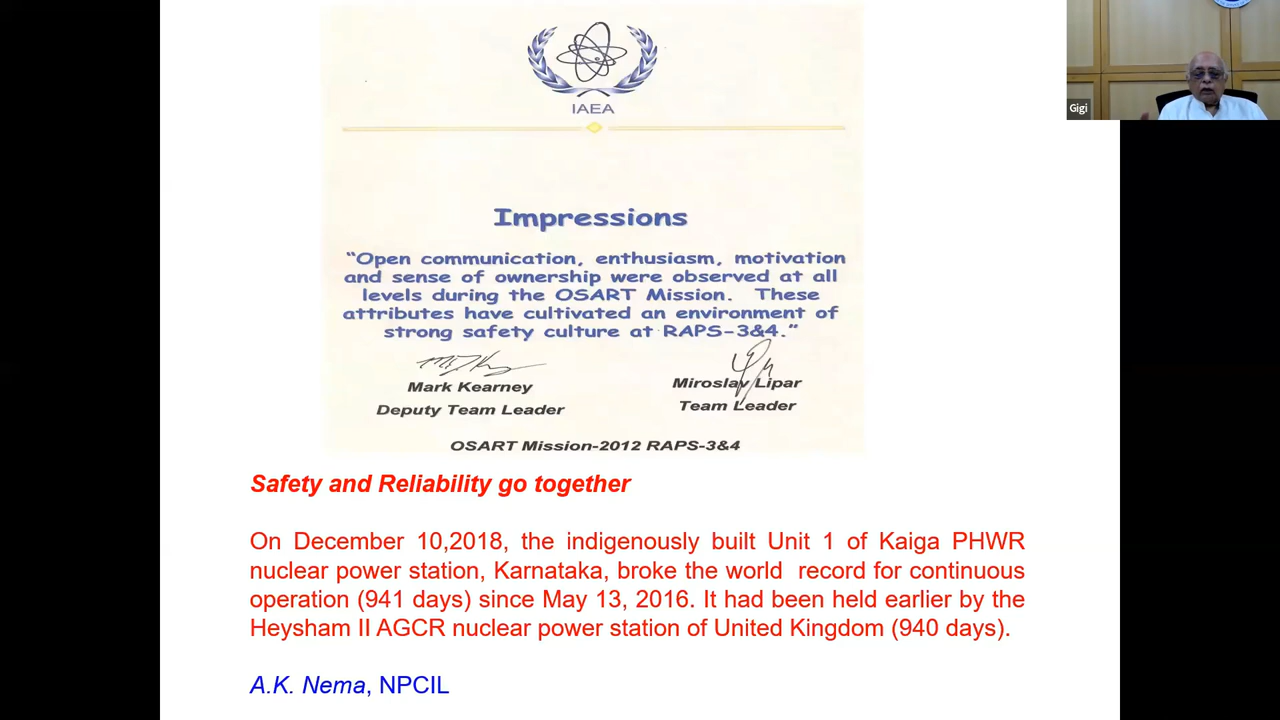 IAEA
Gigi
Impressions
“Open communication, enthusiasm, motivation
and sense of ownership were observed at all
levels during the OSART Mission. These
attributes have cultivated an environment of
strong safety culture at RAPS-3&4.”
Mark Kearney
Deputy Team Leader
Miroslav Lipar
Team Leader
OSART Mission-2012 RAPS-3&4
Safety and Reliability go together
On December 10,2018, the indigenously built Unit 1 of Kaiga PHWR
nuclear power station, Karnataka, broke the world record for continuous
operation (941 days) since May 13, 2016. It had been held earlier by the
Heysham II AGCR nuclear power station of United Kingdom (940 days).
A.K. Nema, NPCIL